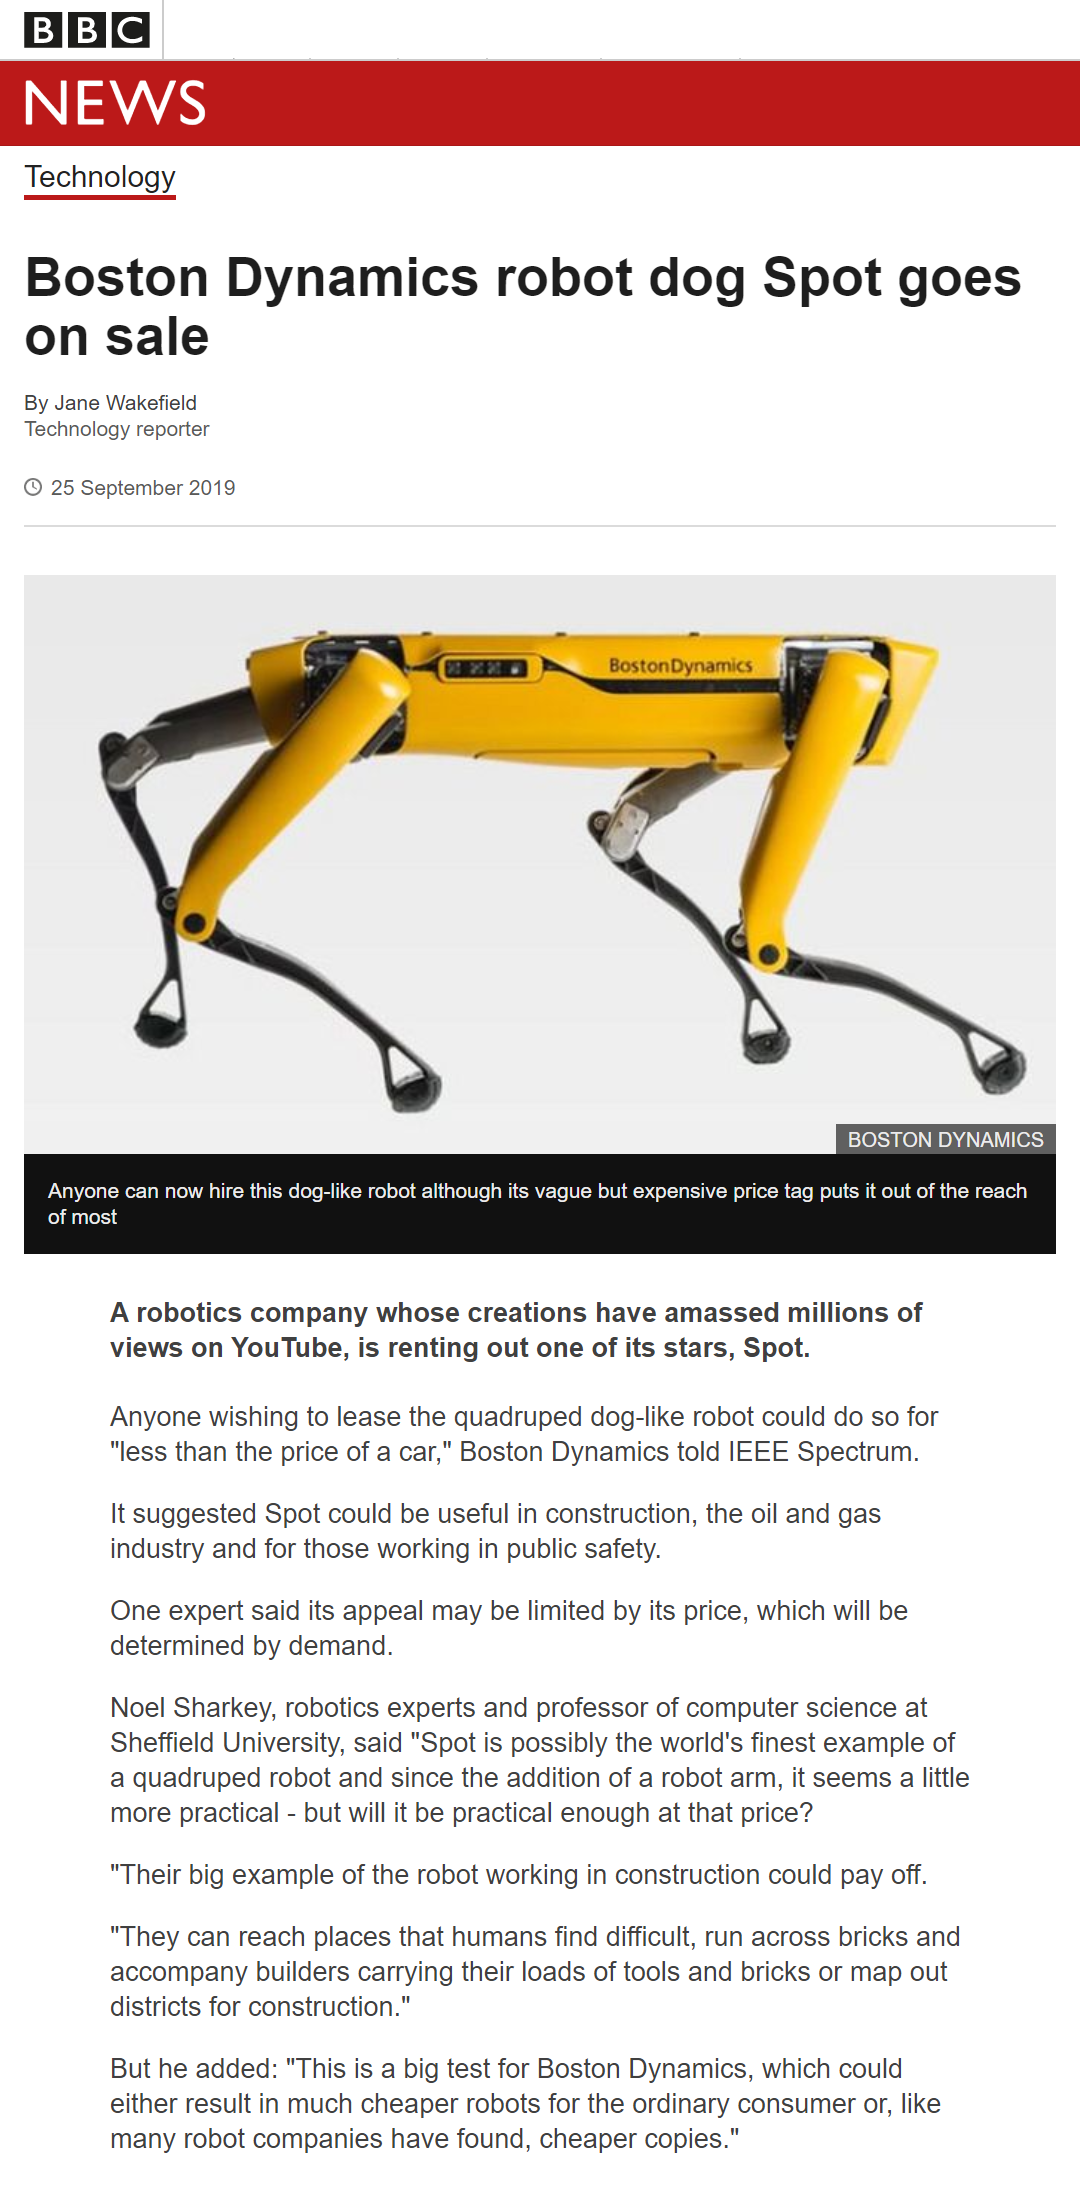 BBC
NEWS
Technology
Boston Dynamics robot dog Spot goes
on sale
By Jane Wakefield
Technology reporter
25 September 2019
BostonDynamics
BOSTON DYNAMICS
Anyone can now hire this dog-like robot although its vague but expensive price tag puts it out of the reach
of most
A robotics company whose creations have amassed millions of
views on YouTube, is renting out one of its stars, Spot.
Anyone wishing to lease the quadruped dog-like robot could do so for
"less than the price of a car," Boston Dynamics told IEEE Spectrum.
It suggested Spot could be useful in construction, the oil and gas
industry and for those working in public safety.
One expert said its appeal may be limited by its price, which will be
determined by demand.
Noel Sharkey, robotics experts and professor of computer science at
Sheffield University, said "Spot is possibly the world's finest example of
a quadruped robot and since the addition of a robot arm, it seems a little
more practical - but will it be practical enough at that price?
"Their big example of the robot working in construction could pay off.
"They can reach places that humans find difficult, run across bricks and
accompany builders carrying their loads of tools and bricks or map out
districts for construction."
But he added: "This is a big test for Boston Dynamics, which could
either result in much cheaper robots for the ordinary consumer or, like
many robot companies have found, cheaper copies."